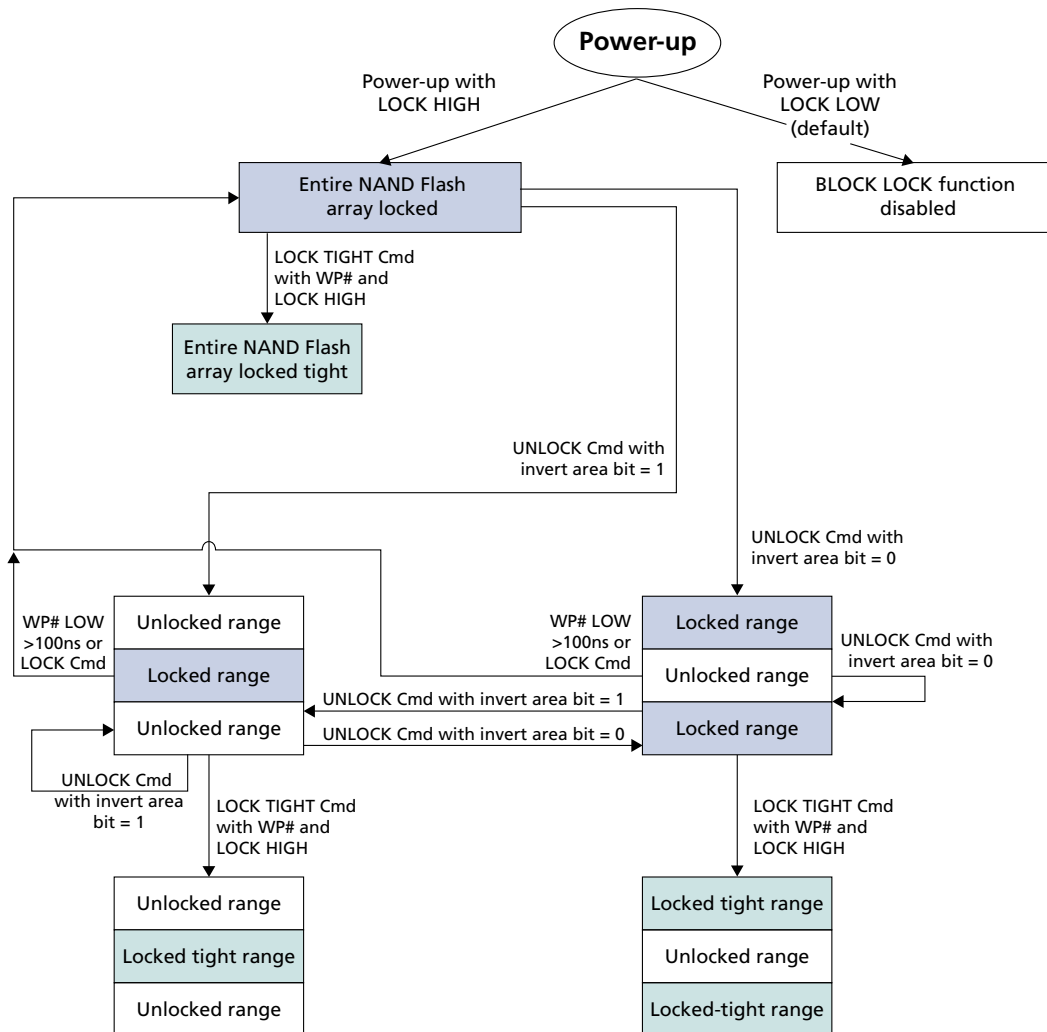 Power-up
Power-up with
LOCK HIGH
Power-up with
LOCK LOW
(default)
Entire NAND Flash
array locked
BLOCK LOCK function
disabled
LOCK TIGHT Cmd
with WP# and
LOCK HIGH
Entire NAND Flash
array locked tight
UNLOCK Cmd with
invert area bit = 1
UNLOCK Cmd with
invert area bit = 0
WP# LOW
>100ns or
LOCK Cmd
Unlocked range
Locked range
Unlocked range
WP# LOW
>100ns or
LOCK Cmd
Locked range
Unlocked range
Locked range
UNLOCK Cmd with
invert area bit = 0
UNLOCK Cmd with invert area bit = 1
UNLOCK Cmd with invert area bit = 0
UNLOCK Cmd
with invert area
bit = 1
LOCK TIGHT Cmd
with WP# and
LOCK HIGH
LOCK TIGHT Cmd
with WP# and
LOCK HIGH
Unlocked range
Locked tight range
Unlocked range
Locked tight range
Unlocked range
Locked-tight range